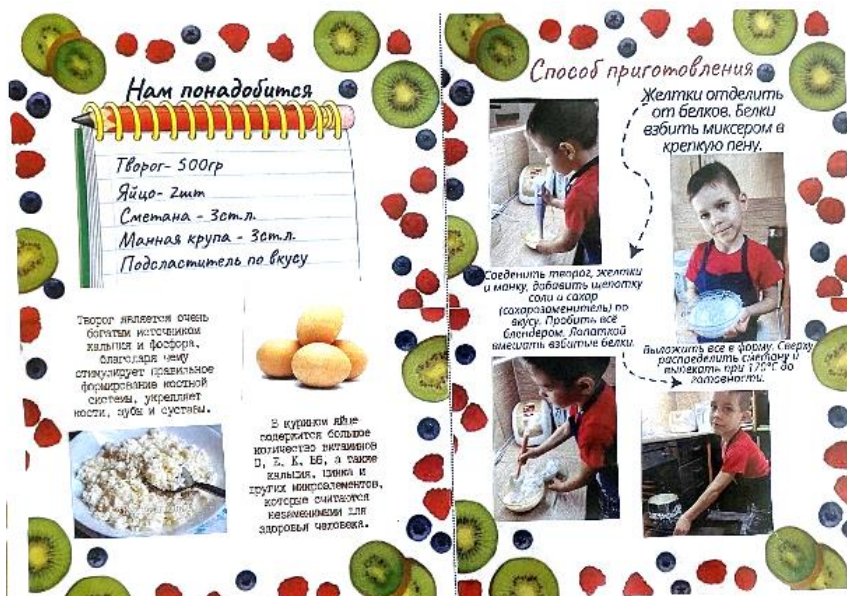 Нам понадобится
Творог- 500гр
Яйцо- 2шт
Сметана - 3ст.л.
Манная крупа - 3ст.л.
Подсластитель по вкусу
Творог является очень
богатым источником
кальция и фосфора,
благодаря чему
стимулирует правильное
формирование костной
системы, укрепляет
кости, зубы и суставы.
В курином яйце
содержится большое
количество витаминов
D, E, K, B6, а также
кальция, цинка и
других микроэлементов,
которые считаются
незаменимыми для
здоровья человека.
Способ приготовления
Желтки отделить
от белков. Белки
взбить миксером в
крепкую пену.
Соеденить творог, желтки
и манку, добавить щепотку
соли и сахар
(сахорозаменитель) по
вкусу. Пробить всё
блендером. Лопаткой
вмешать взбитые белки.
Выложить все в форму. Сверху
распределить сметану и
выпекать при 170°С до
готовности.